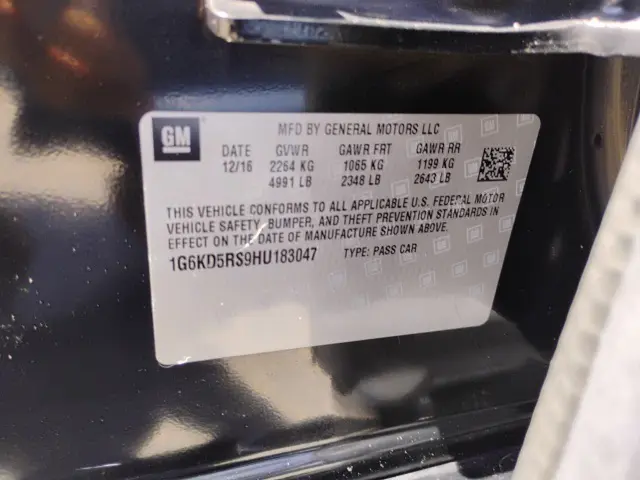 GM
MFD BY GENERAL MOTORS LLC
DATE GVWR GAWR FRT GAWR RR
12/16 2264 KG 1065 KG 1199 KG
4991 LB 2348 LB 2643 LB
THIS VEHICLE CONFORMS TO ALL APPLICABLE U.S. FEDERAL MOTOR
VEHICLE SAFETY, BUMPER, AND THEFT PREVENTION STANDARDS IN
EFFECT ON THE DATE OF MANUFACTURE SHOWN ABOVE.
1G6KD5RS9HU183047 TYPE: PASS CAR